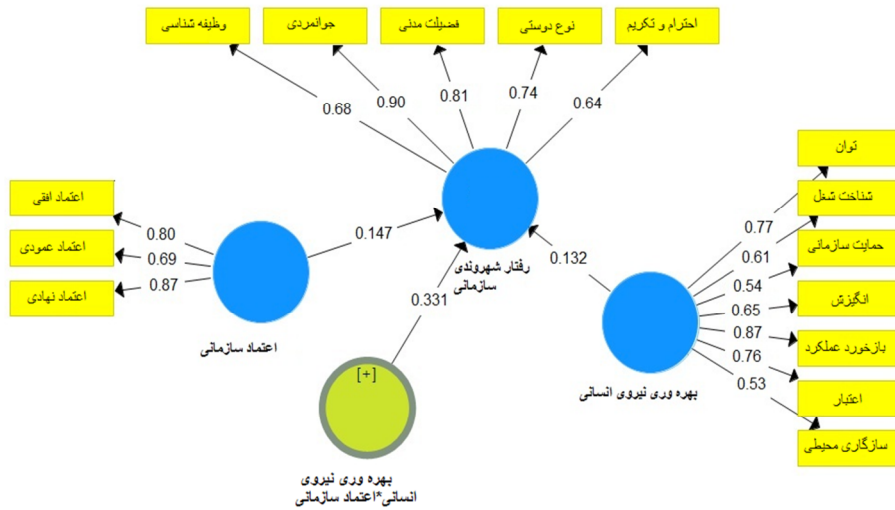 وظیفه شناسی
جوانمردی
فضیلت مدنی
نوع دوستی
احترام و تکریم
0.68
0.90
0.81
0.74
0.64
توان
شناخت شغل
حمایت سازمانی
انگیزش
بازخورد عملکرد
اعتبار
سازگاری محیطی
0.77
0.61
0.54
0.65
0.87
0.76
0.53
اعتماد افقی
اعتماد عمودی
اعتماد نهادی
0.80
0.69
0.87
0.147
0.132
0.331
رفتار شهروندی
سازمانی
اعتماد سازمانی
بهره وری نیروی انسانی
[+]
بهره وری نیروی
انسانی*اعتماد سازمانی